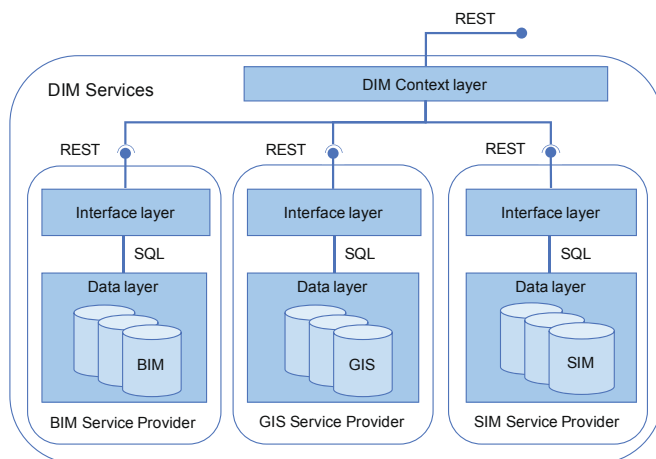 REST
DIM Services
DIM Context layer
REST
REST
REST
Interface layer
Interface layer
Interface layer
SQL
SQL
SQL
Data layer
Data layer
Data layer
BIM
GIS
SIM
BIM Service Provider
GIS Service Provider
SIM Service Provider